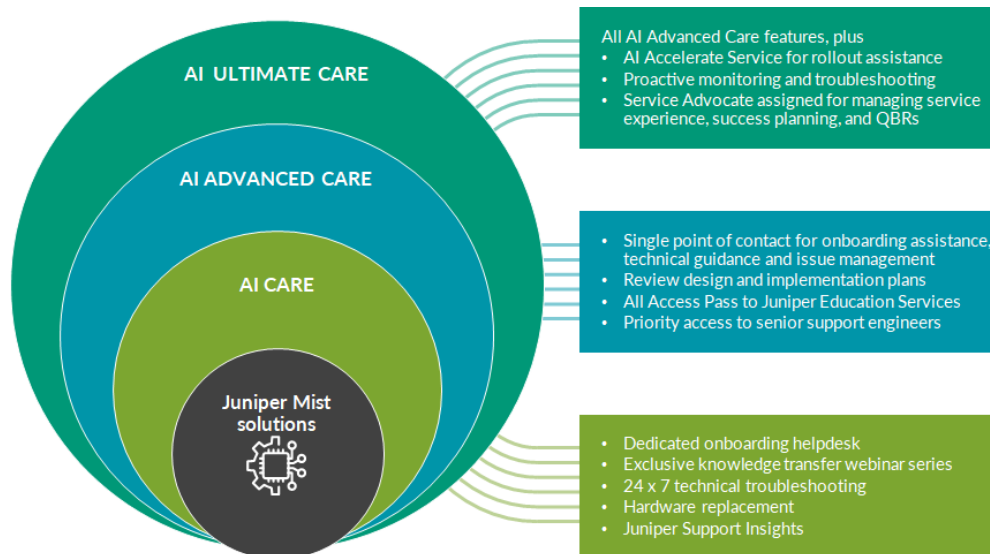 AI ULTIMATE CARE
AI ADVANCED CARE
AI CARE
Juniper Mist
solutions
All AI Advanced Care features, plus
• AI Accelerate Service for rollout assistance
• Proactive monitoring and troubleshooting
• Service Advocate assigned for managing service
experience, success planning, and QBRs
• Single point of contact for onboarding assistance,
technical guidance and issue management
• Review design and implementation plans
• All Access Pass to Juniper Education Services
• Priority access to senior support engineers
• Dedicated onboarding helpdesk
• Exclusive knowledge transfer webinar series
• 24 x 7 technical troubleshooting
• Hardware replacement
• Juniper Support Insights